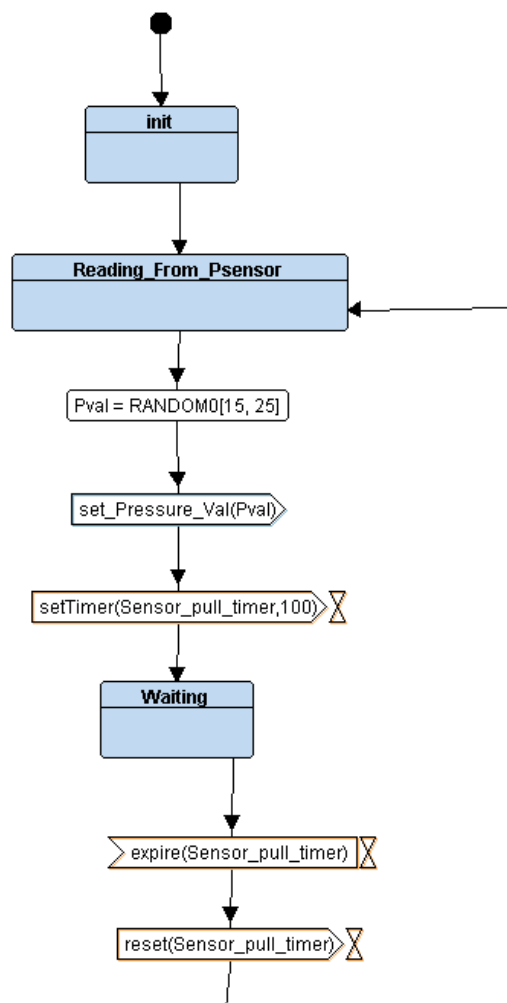 init
Reading_From_Psensor
Pval = RANDOM0[15, 25]
set_Pressure_Val(Pval)
setTimer(Sensor_pull_timer,100)
Waiting
expire(Sensor_pull_timer)
reset(Sensor_pull_timer)